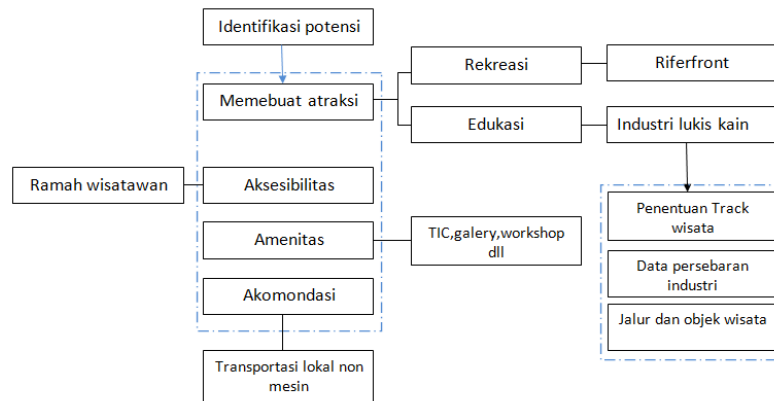 Identifikasi potensi
Rekreasi
Riferfront
Memebuat atraksi
Edukasi
Industri lukis kain
Ramah wisatawan
Aksesibilitas
Penentuan Track
wisata
Amenitas
TIC,galery,workshop
dll
Data persebaran
industri
Akomondasi
Jalur dan objek wisata
Transportasi lokal non
mesin